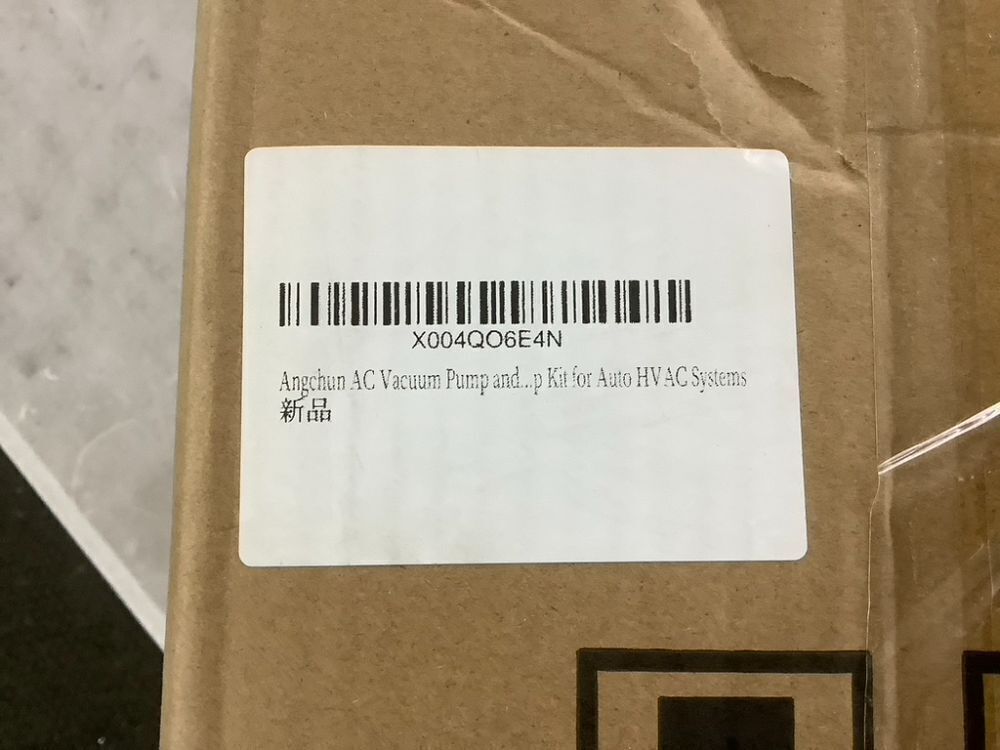 X004QO6E4N
Angchun AC Vacuum Pump and...p Kit for Auto HVAC Systems
新品